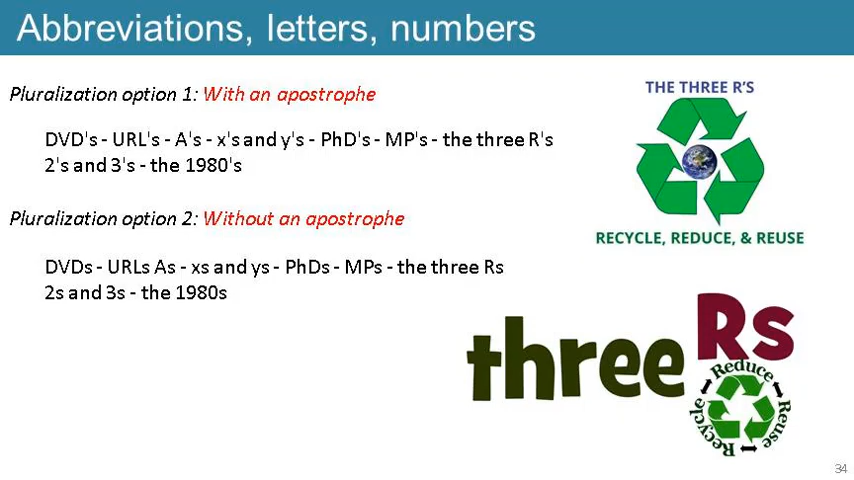 Abbreviations, letters, numbers
Pluralization option 1: With an apostrophe
DVD's - URL's - A's - x's and y's - PhD's - MP's - the three R's
2's and 3's - the 1980's
THE THREE R'S
RECYCLE, REDUCE, & REUSE
Pluralization option 2: Without an apostrophe
DVDs - URLs As - xs and ys - PhDs - MPs - the three Rs
2s and 3s - the 1980s
three Rs
Reduce
Reuse
Recycle
34